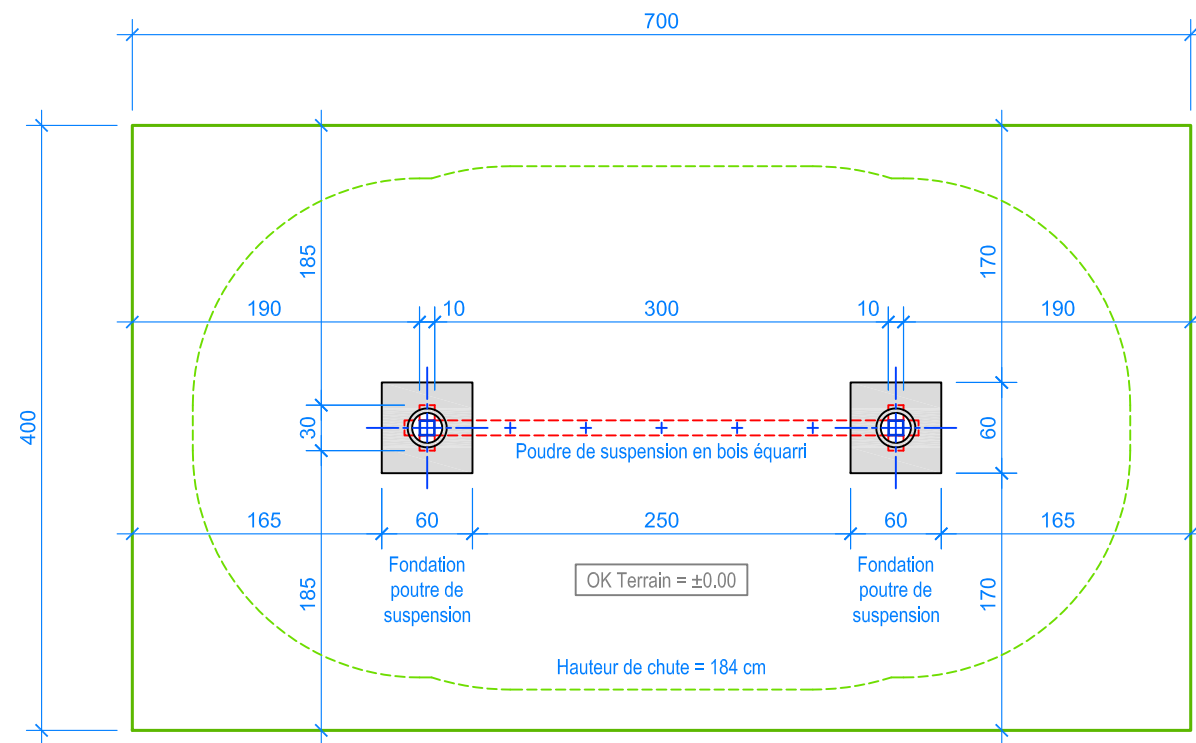 700
185
170
190
10
300
10
190
400
30
60
Poudre de suspension en bois équarri
165
60
250
60
165
Fondation
poutre de
suspension
OK Terrain = ±0.00
Fondation
poutre de
suspension
185
170
Hauteur de chute = 184 cm